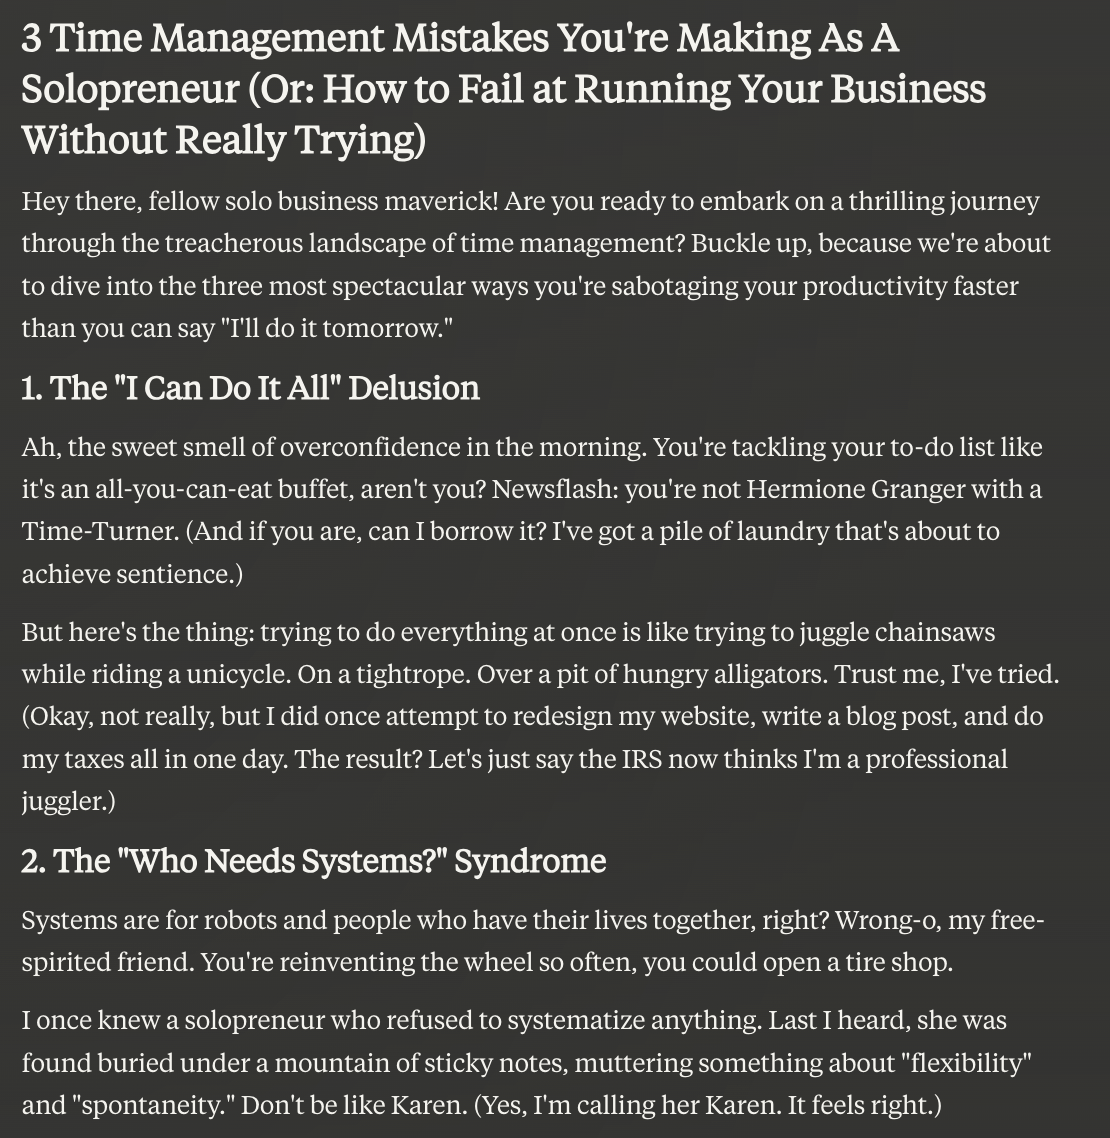 3 Time Management Mistakes You're Making As A
Solopreneur (Or: How to Fail at Running Your Business
Without Really Trying)
Hey there, fellow solo business maverick! Are you ready to embark on a thrilling journey
through the treacherous landscape of time management? Buckle up, because we're about
to dive into the three most spectacular ways you're sabotaging your productivity faster
than you can say "I'll do it tomorrow."
1. The "I Can Do It All" Delusion
Ah, the sweet smell of overconfidence in the morning. You're tackling your to-do list like
it's an all-you-can-eat buffet, aren't you? Newsflash: you're not Hermione Granger with a
Time-Turner. (And if you are, can I borrow it? I've got a pile of laundry that's about to
achieve sentience.)
But here's the thing: trying to do everything at once is like trying to juggle chainsaws
while riding a unicycle. On a tightrope. Over a pit of hungry alligators. Trust me, I've tried.
(Okay, not really, but I did once attempt to redesign my website, write a blog post, and do
my taxes all in one day. The result? Let's just say the IRS now thinks I'm a professional
juggler.)
2. The "Who Needs Systems?" Syndrome
Systems are for robots and people who have their lives together, right? Wrong-o, my free-
spirited friend. You're reinventing the wheel so often, you could open a tire shop.
I once knew a solopreneur who refused to systematize anything. Last I heard, she was
found buried under a mountain of sticky notes, muttering something about "flexibility"
and "spontaneity." Don't be like Karen. (Yes, I'm calling her Karen. It feels right.)